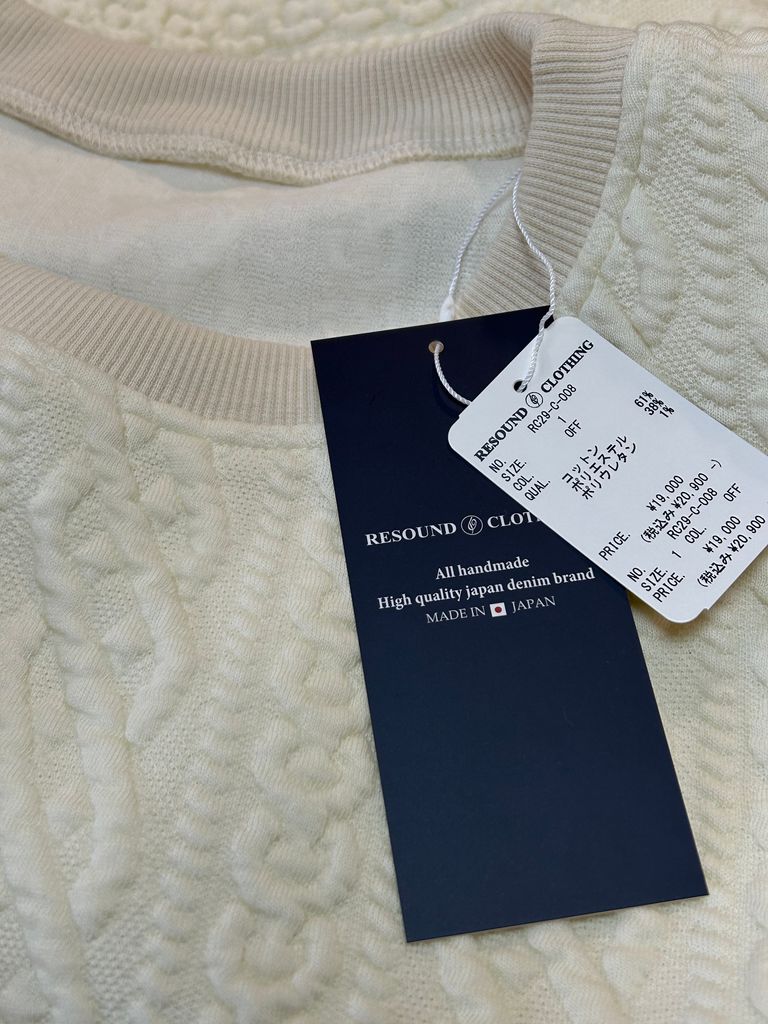 RESOUND CLOTHING
NO. RC29-C-008
SIZE. 1
COL. OFF
QUAL. コットン 61%
ポリエステル 38%
ポリウレタン 1%
PRICE. ¥19,000
(税込み ¥20,900 -)
NO. RC29-C-008
SIZE. 1 COL. OFF
PRICE. ¥19,000
(税込み ¥20,900
RESOUND CLOT
All handmade
High quality japan denim brand
MADE IN JAPAN